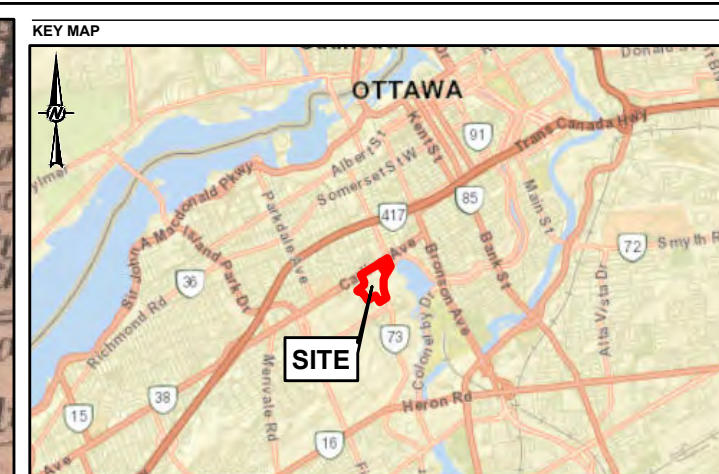 KEY MAP
OTTAWA
N
Trans Canada Hwy
91
Kent St
Albert St
Somerset St W
Sir John A Macdonald Pkwy
Island Park Dr
Parkdale Ave
417
85
Main St
72
Smyth R
36
Ave
Bronson Ave
Bank St
Richmond Rd
SITE
73
Colonel by Dr
Alta Vista Dr
Merivale Rd
38
Heron Rd
15
16
Ave